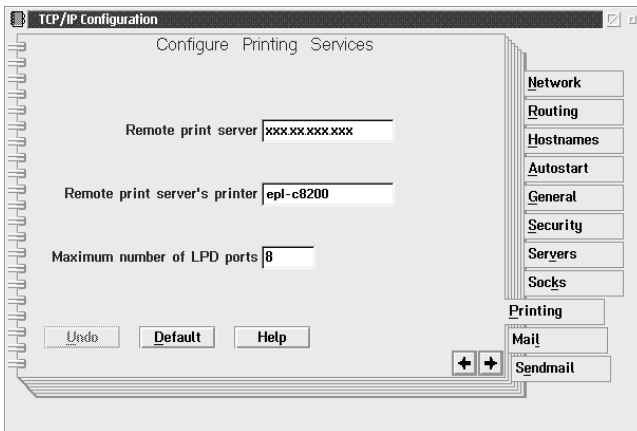 TCP/IP Configuration
Configure Printing Services
Remote print server xxx.xx.xxx.xxx
Remote print server's printer epl-c8200
Maximum number of LPD ports 8
Undo Default Help
Network
Routing
Hostnames
Autostart
General
Security
Servers
Socks
Printing
Mail
Sendmail